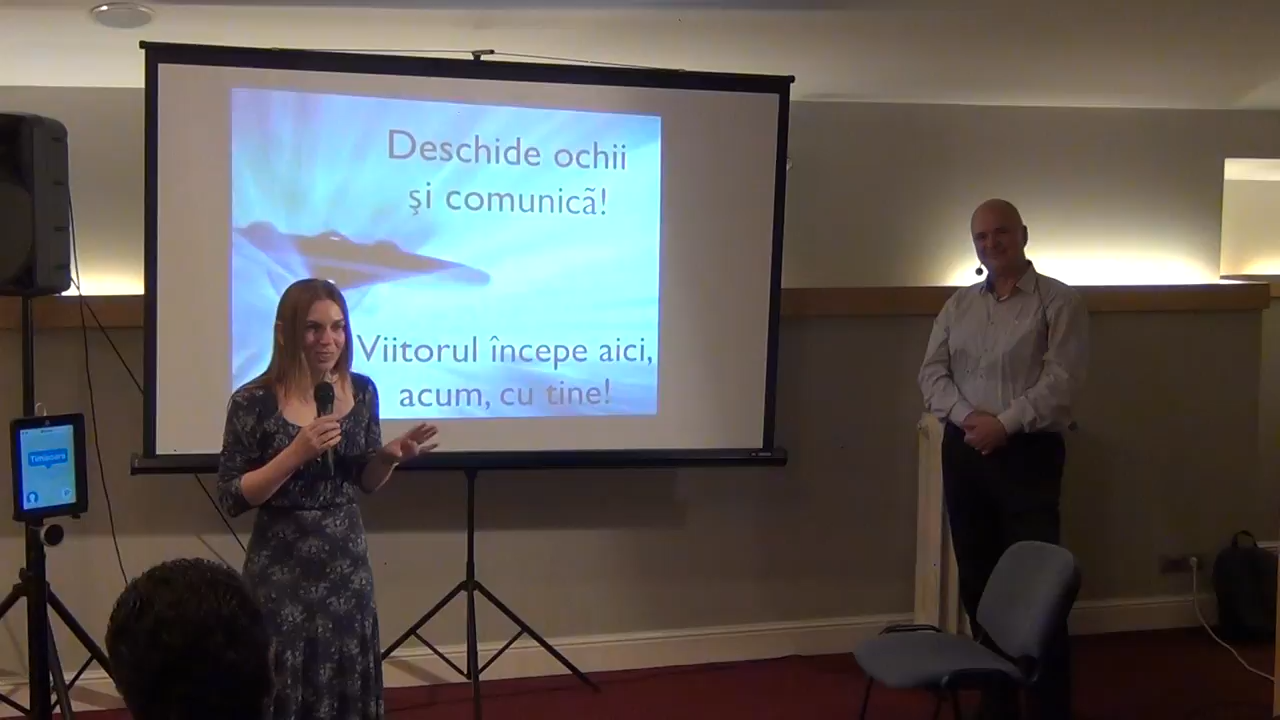 Deschide ochii
şi comunicã!
Viitorul începe aici,
acum, cu tine!
Timisoara